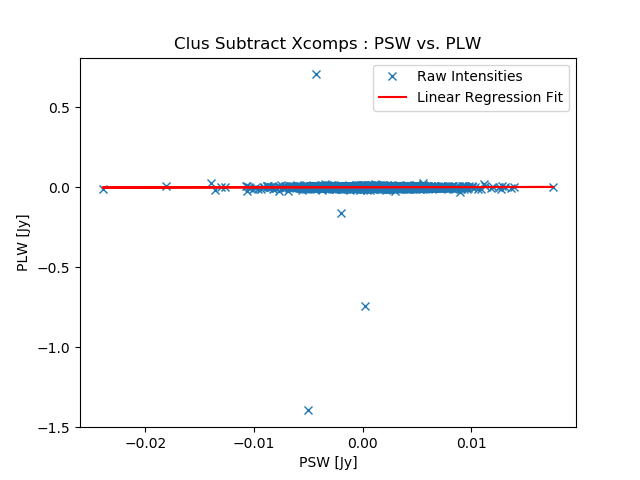 Clus Subtract Xcomps : PSW vs. PLW
Raw Intensities
Linear Regression Fit
PLW [Jy]
0.5
0.0
−0.5
−1.0
−1.5
−0.02
−0.01
0.00
0.01
PSW [Jy]